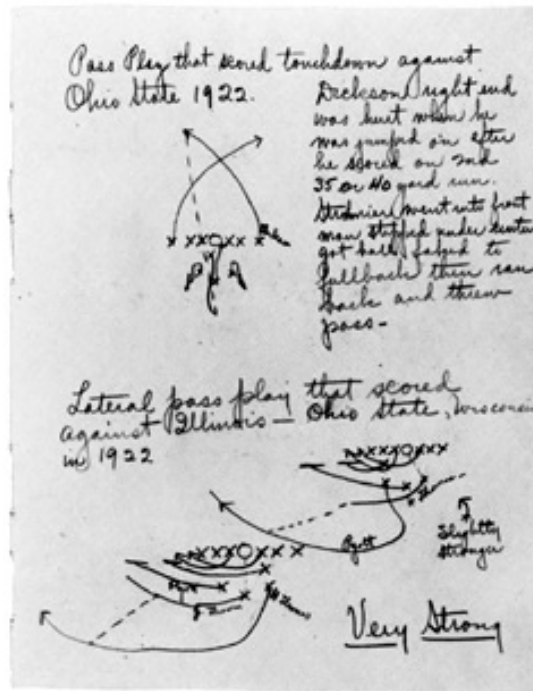 Pass Play that scored touchdown against
Ohio State 1922.
right end
was hurt when he
was jumped on after
he scored on 2nd
35 or 40 yard run.
went into front
man stepped under center
got ball faked to
fullback then ran
back and threw
pass-
Lateral pass play that scored
against Illinois - Ohio State, Wisconsin
in 1922
Slightly
stronger
Very Strong